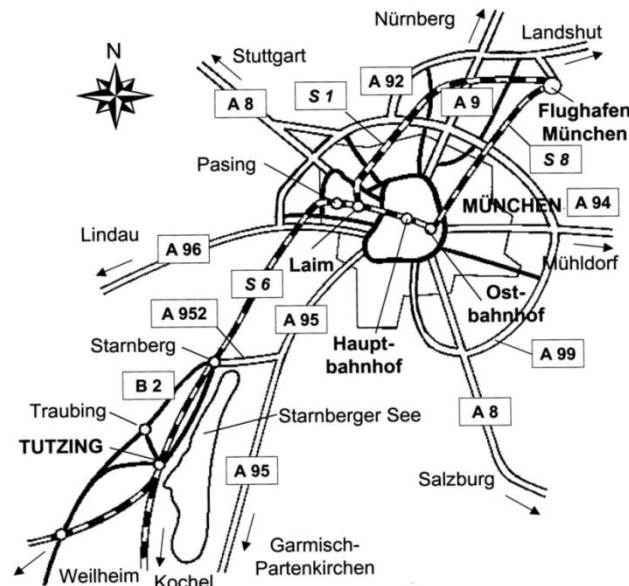 Nürnberg
Landshut
N
Stuttgart
A 92
A 8
S 1
A 9
Flughafen
München
Pasing
S 8
MÜNCHEN
A 94
Lindau
A 96
Laim
Mühldorf
S 6
Ost-
bahnhof
A 952
A 95
Haupt-
bahnhof
A 99
Starnberg
B 2
Starnberger See
A 8
Traubing
TUTZING
A 95
Salzburg
Garmisch-
Partenkirchen
Weilheim
Kochel